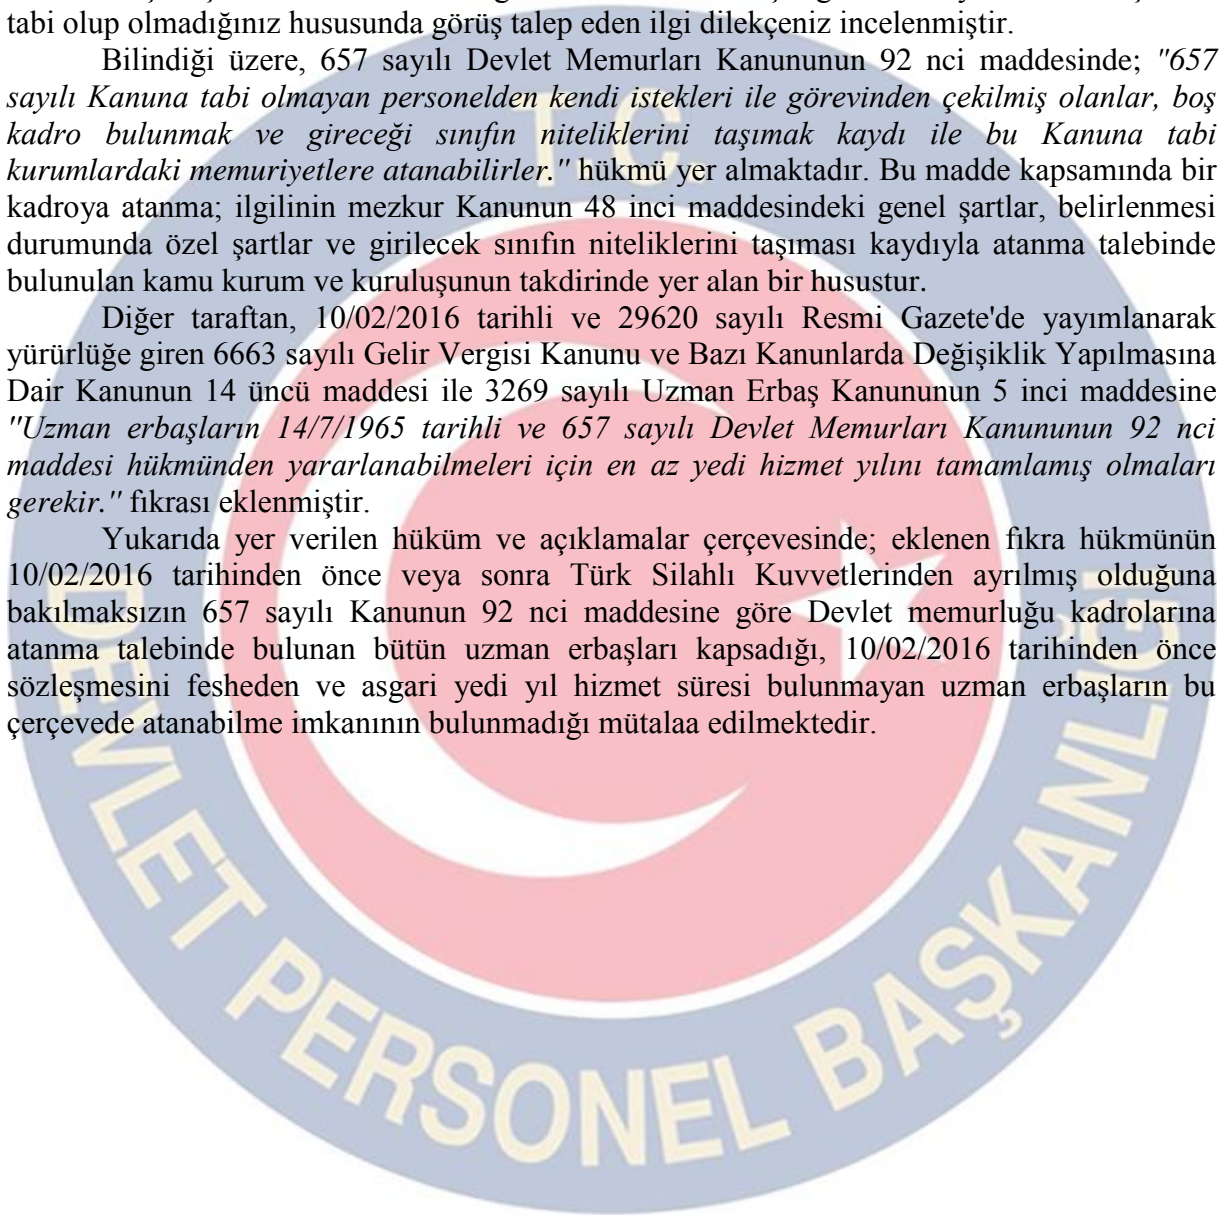 tabi olup olmadığınız hususunda görüş talep eden ilgi dilekçeniz incelenmiştir.
Bilindiği üzere, 657 sayılı Devlet Memurları Kanununun 92 nci maddesinde; "657
sayılı Kanuna tabi olmayan personelden kendi istekleri ile görevinden çekilmiş olanlar, boş
kadro bulunmak ve gireceği sınıfın niteliklerini taşımak kaydı ile bu Kanuna tabi
kurumlardaki memuriyetlere atanabilirler." hükmü yer almaktadır. Bu madde kapsamında bir
kadroya atanma; ilgilinin mezkur Kanunun 48 inci maddesindeki genel şartlar, belirlenmesi
durumunda özel şartlar ve girilecek sınıfın niteliklerini taşıması kaydıyla atanma talebinde
bulunulan kamu kurum ve kuruluşunun takdirinde yer alan bir husustur.
Diğer taraftan, 10/02/2016 tarihli ve 29620 sayılı Resmi Gazete'de yayımlanarak
yürürlüğe giren 6663 sayılı Gelir Vergisi Kanunu ve Bazı Kanunlarda Değişiklik Yapılmasına
Dair Kanunun 14 üncü maddesi ile 3269 sayılı Uzman Erbaş Kanununun 5 inci maddesine
"Uzman erbaşların 14/7/1965 tarihli ve 657 sayılı Devlet Memurları Kanununun 92 nci
maddesi hükmünden yararlanabilmeleri için en az yedi hizmet yılını tamamlamış olmaları
gerekir." fıkrası eklenmiştir.
Yukarıda yer verilen hüküm ve açıklamalar çerçevesinde; eklenen fıkra hükmünün
10/02/2016 tarihinden önce veya sonra Türk Silahlı Kuvvetlerinden ayrılmış olduğuna
bakılmaksızın 657 sayılı Kanunun 92 nci maddesine göre Devlet memurluğu kadrolarına
atanma talebinde bulunan bütün uzman erbaşları kapsadığı, 10/02/2016 tarihinden önce
sözleşmesini fesheden ve asgari yedi yıl hizmet süresi bulunmayan uzman erbaşların bu
çerçevede atanabilme imkanının bulunmadığı mütalaa edilmektedir.
T.C.
DEVLET PERSONEL BAŞKANLIĞI